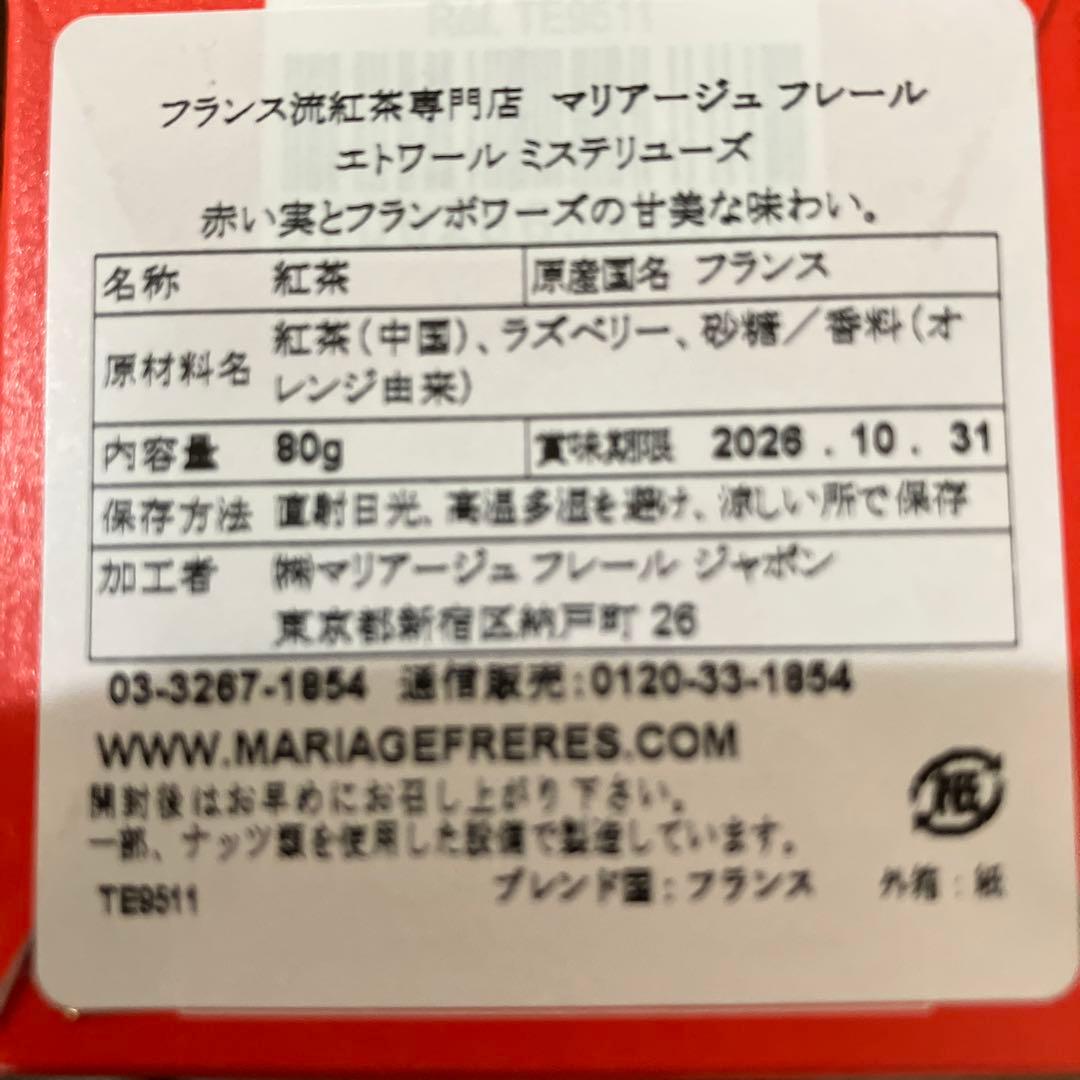 R&L TE9511
フランス流紅茶専門店 マリアージュ フレール
エトワール ミステリユーズ
赤い実とフランボワーズの甘美な味わい。
名称 紅茶 原産国名 フランス
原材料名 紅茶(中国)、ラズベリー、砂糖/香料(オ
レンジ由来)
内容量 80g 賞味期限 2026 . 10 . 31
保存方法 直射日光、高温多湿を避け、涼しい所で保存
加工者 ㈱マリアージュ フレール ジャポン
東京都新宿区納戸町 26
03-3267-1854 通信販売:0120-33-1854
WWW.MARIAGEFRERES.COM
開封後はお早めにお召し上がり下さい。
一部、ナッツ類を使用した設備で製造しています。
紙
TE9511 ブレンド国:フランス 外箱:紙